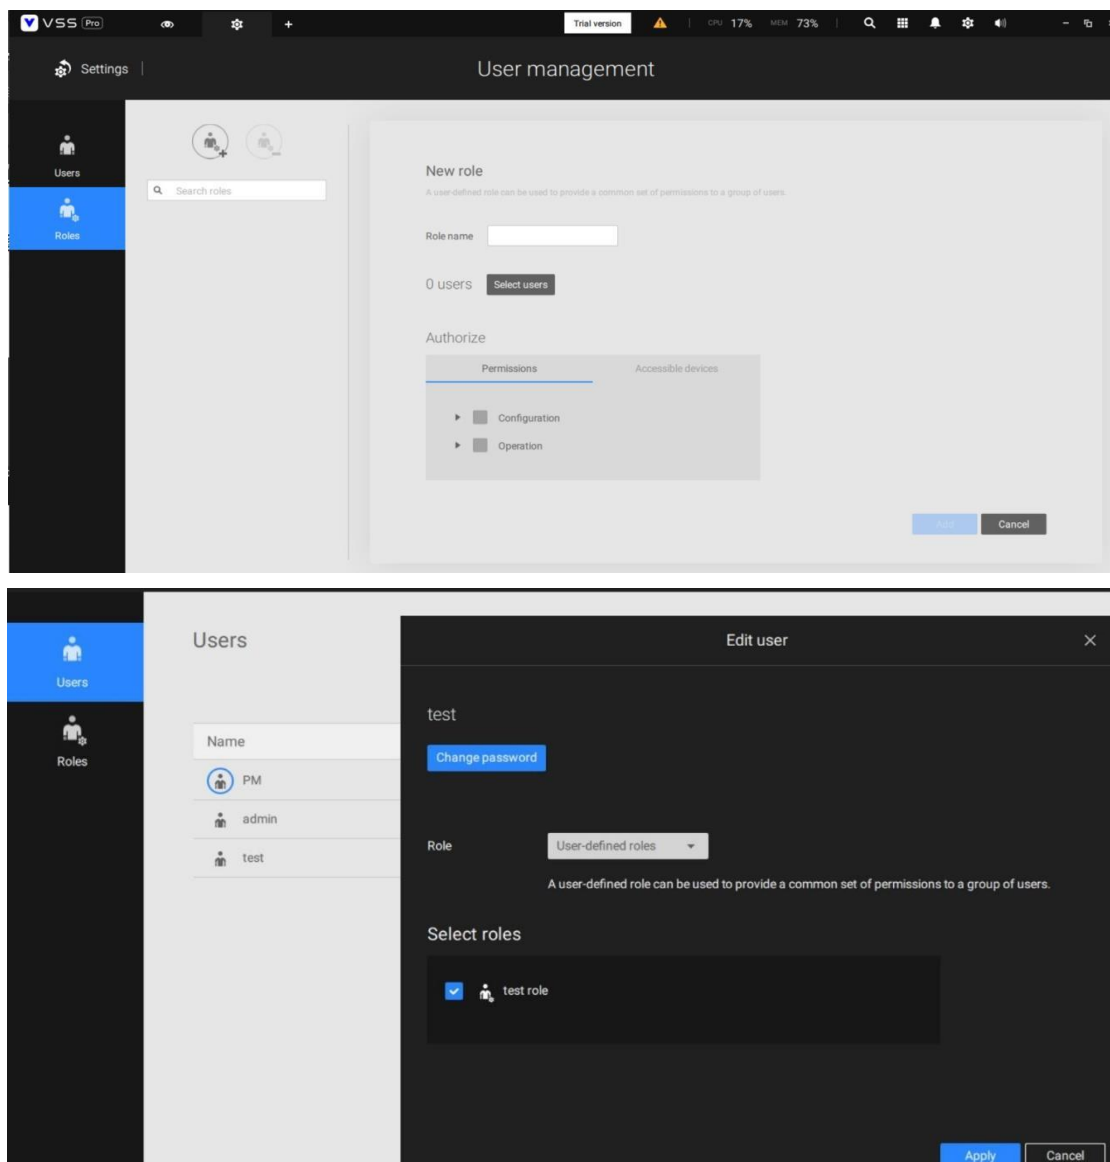 VSS Pro
Trial version
CPU 17% MEM 73%
Settings
User management
Users
Roles
Search roles
New role
A user-defined role can be used to provide a common set of permissions to a group of users.
Role name
0 users Select users
Authorize
Permissions Accessible devices
Configuration
Operation
Add Cancel
Users
Roles
Users
Name
PM
admin
test
Edit user
test
Change password
Role User-defined roles
A user-defined role can be used to provide a common set of permissions to a group of users.
Select roles
test role
Apply Cancel